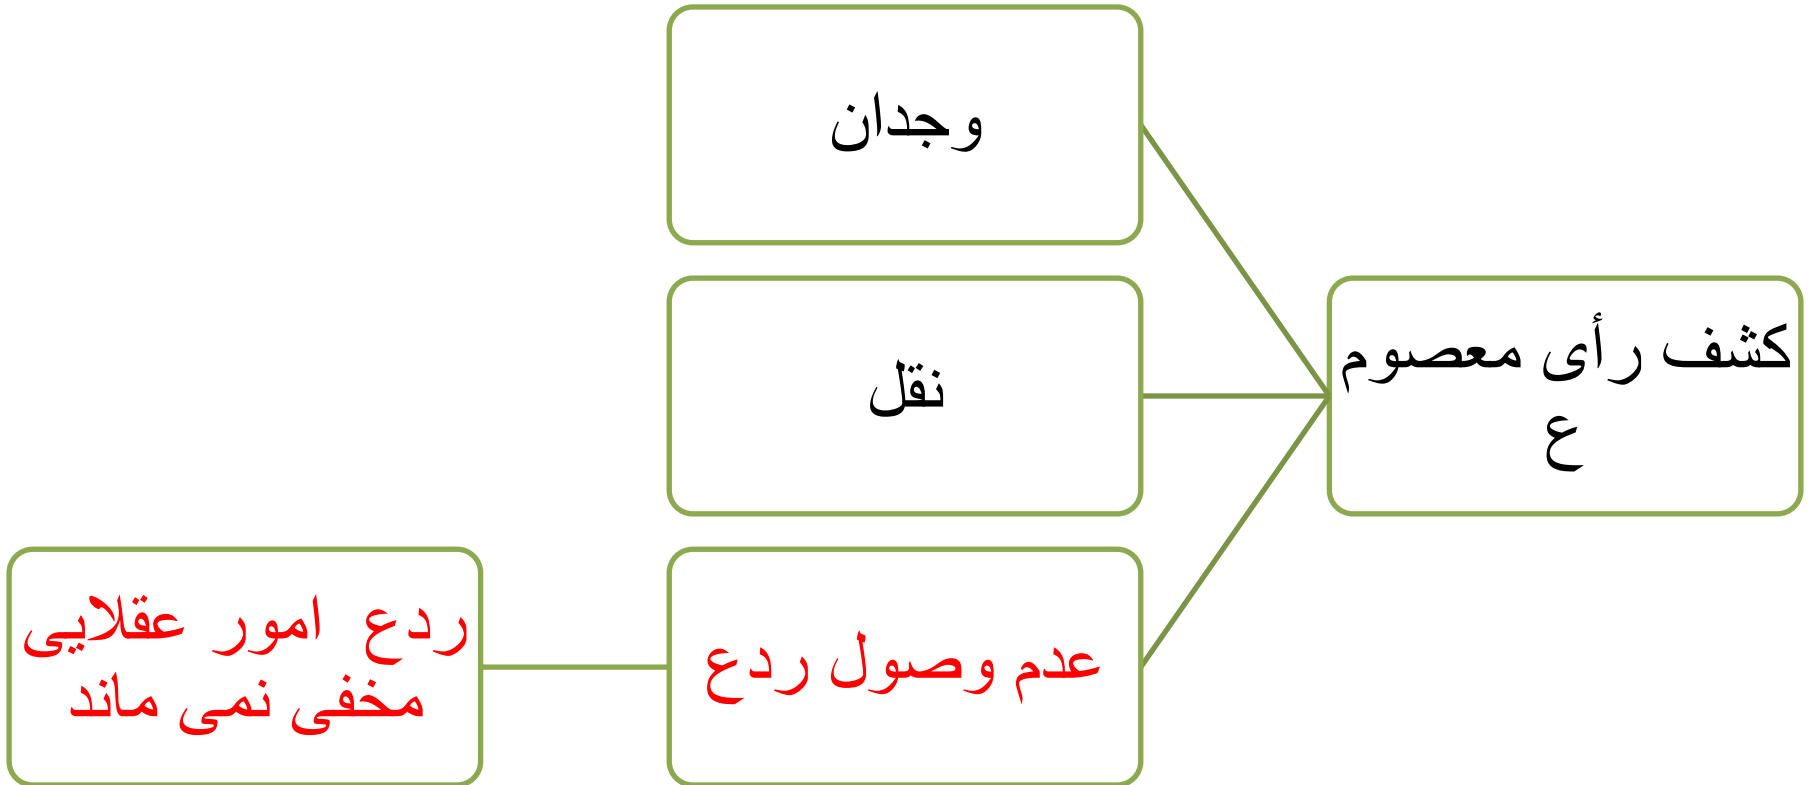 کشف رأی معصوم
ع
وجدان
نقل
عدم وصول ردع
ردع امور عقلایی
مخفی نمی ماند